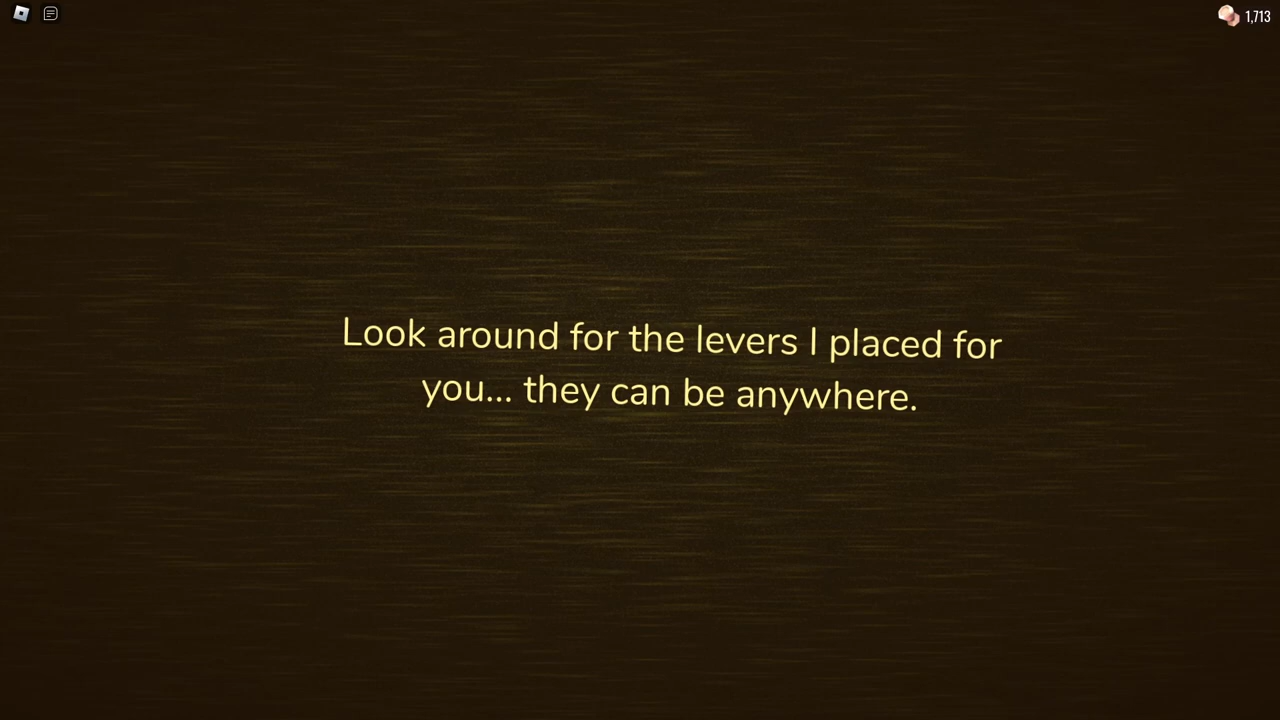 1,713
Look around for the levers I placed for
you... they can be anywhere.